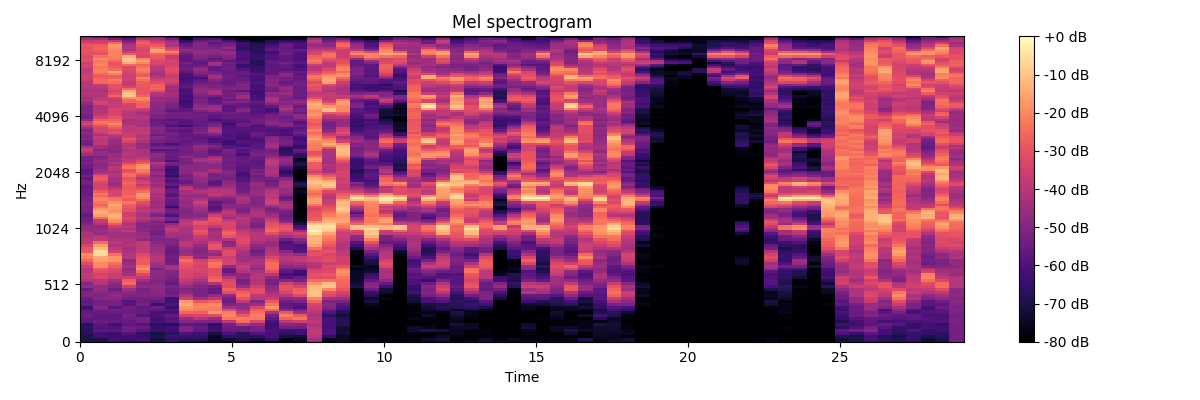 Mel spectrogram
8192
4096
2048
1024
512
0
Hz
0 5 10 15 20 25
Time
+0 dB
-10 dB
-20 dB
-30 dB
-40 dB
-50 dB
-60 dB
-70 dB
-80 dB